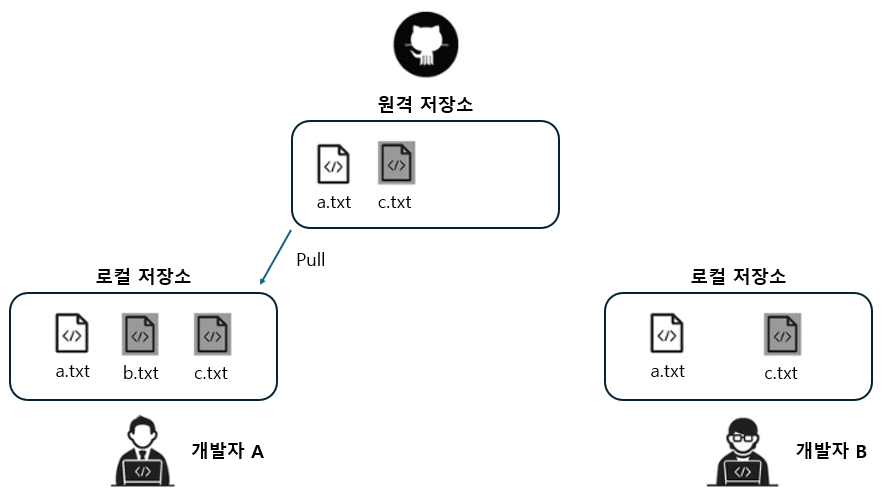 원격 저장소
</>
</>
a.txt
c.txt
Pull
로컬 저장소
로컬 저장소
</>
</>
</>
a.txt
b.txt
c.txt
</>
</>
a.txt
c.txt
</>
개발자 A
</>
개발자 B